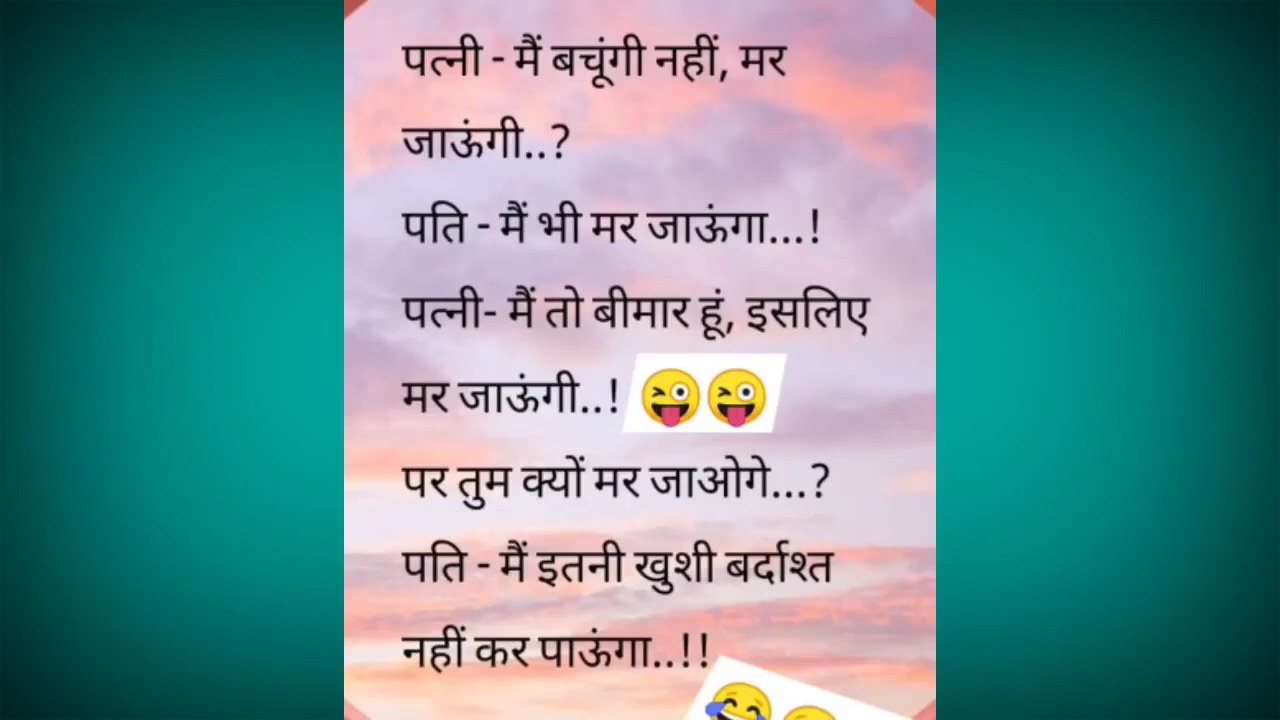 पत्नी - मैं बचूंगी नहीं, मर
जाऊंगी..?
पति - मैं भी मर जाऊंगा...!
पत्नी- मैं तो बीमार हूं, इसलिए
मर जाऊंगी..! 😜😜
पर तुम क्यों मर जाओगे...?
पति - मैं इतनी खुशी बर्दाश्त
नहीं कर पाऊंगा..!!